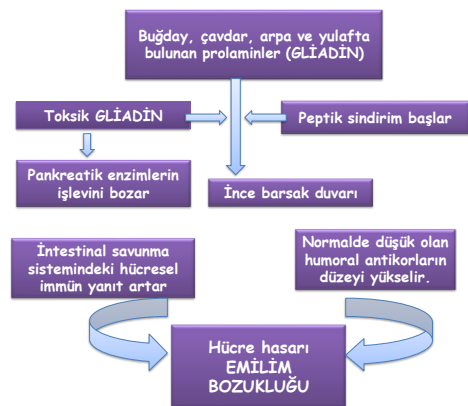 Buğday, çavdar, arpa ve yulafta
bulunan prolaminler (GLİADİN)
Toksik GLİADİN
Peptik sindirim başlar
Pankreatik enzimlerin
işlevini bozar
İnce barsak duvarı
İntestinal savunma
sistemindeki hücresel
immün yanıt artar
Normalde düşük olan
humoral antikorların
düzeyi yükselir.
Hücre hasarı
EMİLİM
BOZUKLUĞU